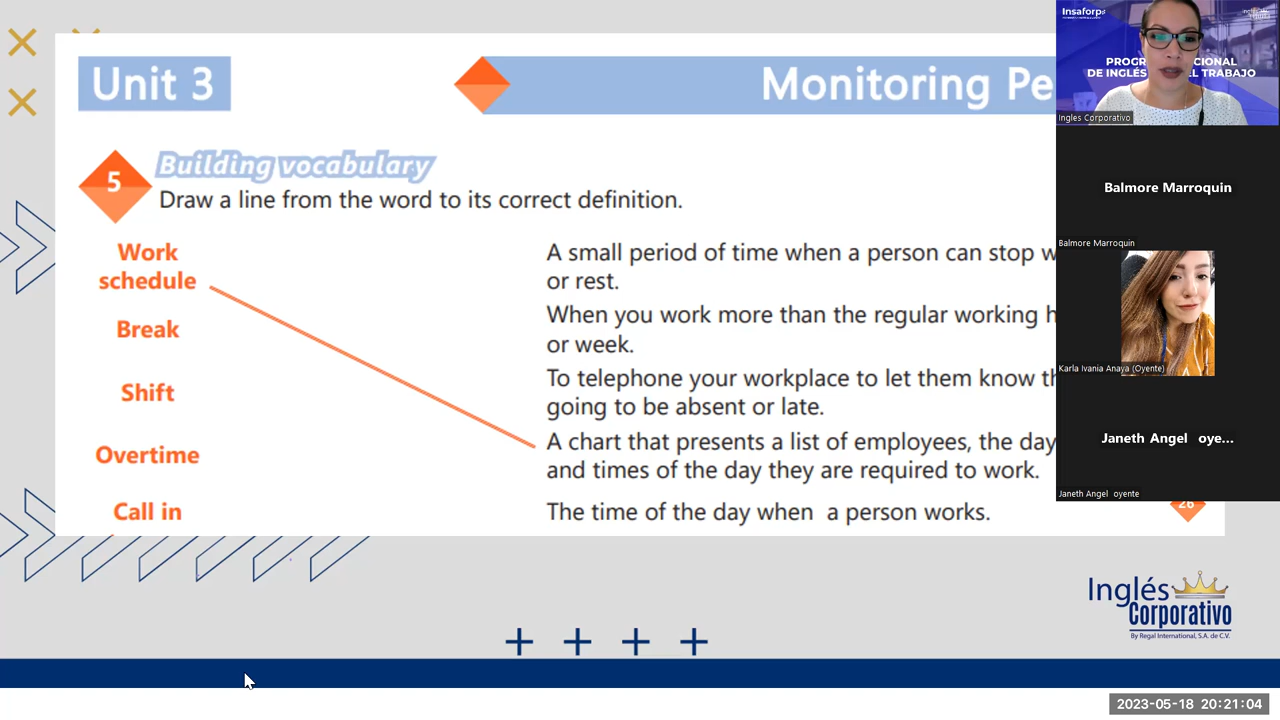 Unit 3
Monitoring Pe
5
Building vocabulary
Draw a line from the word to its correct definition.
Work
schedule
Break
Shift
Overtime
Call in
A small period of time when a person can stop w
or rest.
When you work more than the regular working h
or week.
To telephone your workplace to let them know th
going to be absent or late.
A chart that presents a list of employees, the day
and times of the day they are required to work.
The time of the day when a person works.
26
Insaforp
PROGR CIONAL
DE INGLÉS L TRABAJO
Ingles Corporativo
Balmore Marroquin
Balmore Marroquin
Karla Ivania Anaya (Oyente)
Janeth Angel oye...
Janeth Angel oyente
Inglés
Corporativo
By Regal International, S.A. de C.V.
2023-05-18 20:21:04